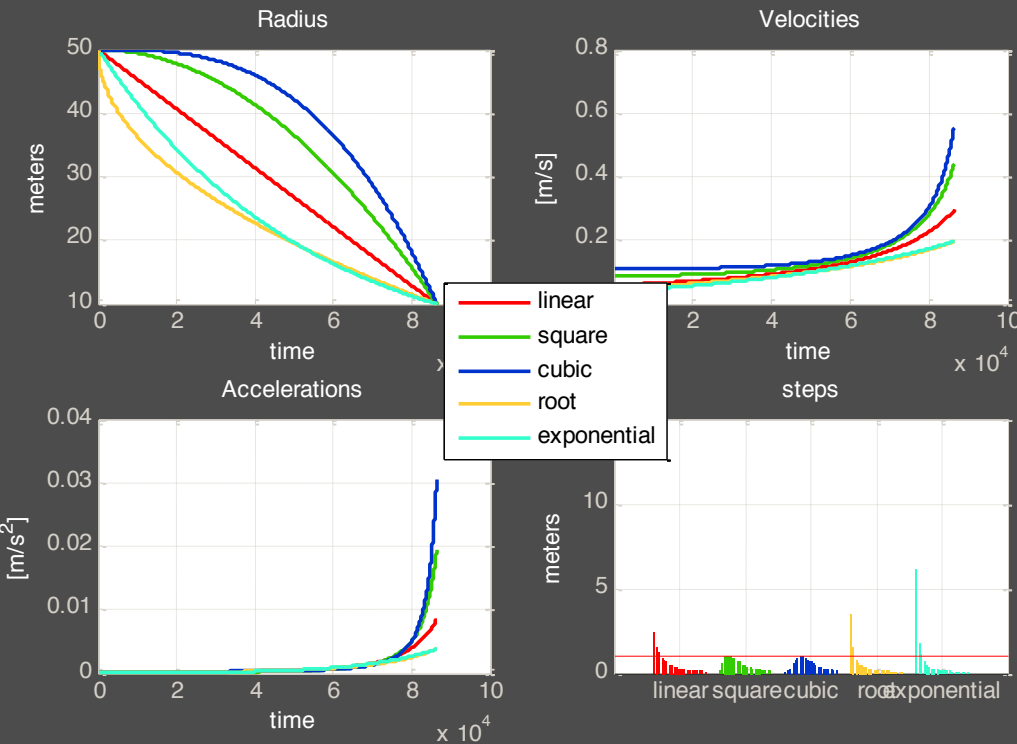 Radius
50
40
30
20
10
meters
0 2 4 6 8
time
x
Velocities
0.8
0.6
0.4
0.2
[m/s]
2 4 6 8 10
time
x 10^4
linear
square
cubic
root
exponential
Accelerations
0.04
0.03
0.02
0.01
0
[m/s^2]
0 2 4 6 8 10
time
x 10^4
steps
10
5
0
meters
linear square cubic root exponential